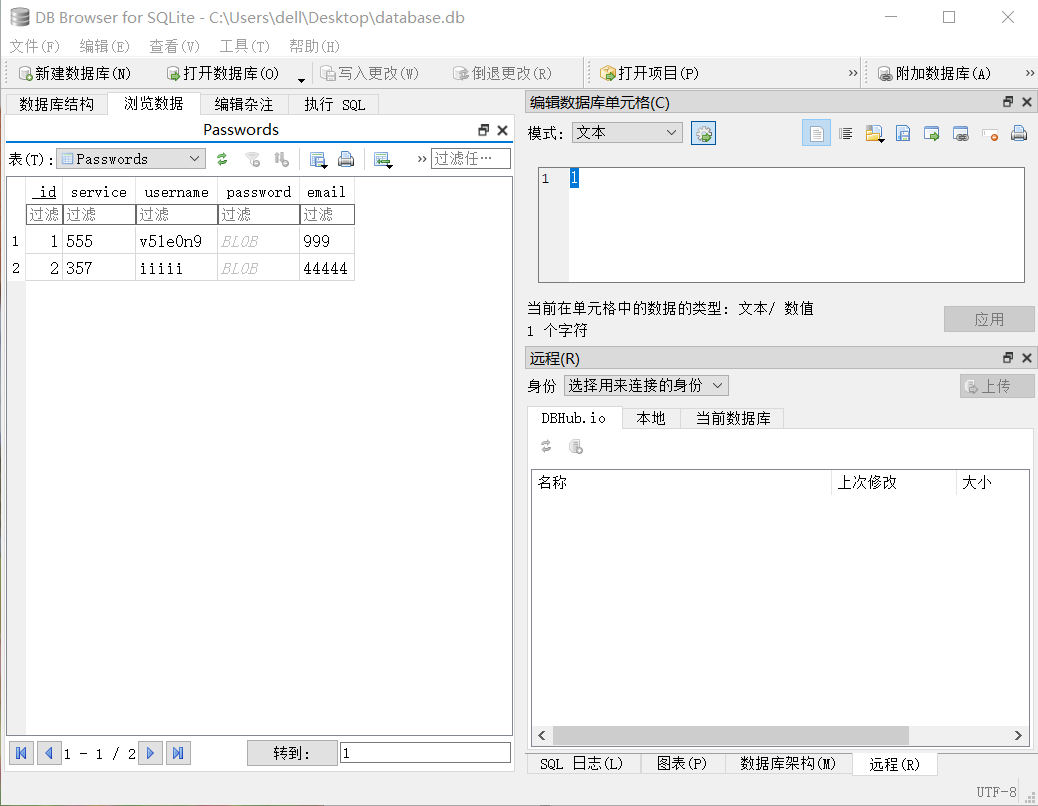 DB Browser for SQLite - C:\Users\dell\Desktop\database.db
文件(F) 编辑(E) 查看(V) 工具(T) 帮助(H)
新建数据库(N) 打开数据库(O) 写入更改(W) 倒退更改(R) 打开项目(P) » 附加数据库(A) »
数据库结构 浏览数据 编辑杂注 执行 SQL
Passwords
表(T): Passwords » 过滤任…
_id service username password email
过滤 过滤 过滤 过滤 过滤
1 1 555 v5le0n9 BLOB 999
2 2 357 iiiii BLOB 44444
1 - 1 / 2 转到: 1
编辑数据库单元格(C)
模式: 文本
1 1
当前在单元格中的数据的类型: 文本/ 数值
1 个字符
应用
远程(R)
身份 选择用来连接的身份 上传
DBHub.io 本地 当前数据库
名称 上次修改 大小
SQL 日志(L) 图表(P) 数据库架构(M) 远程(R)
UTF-8